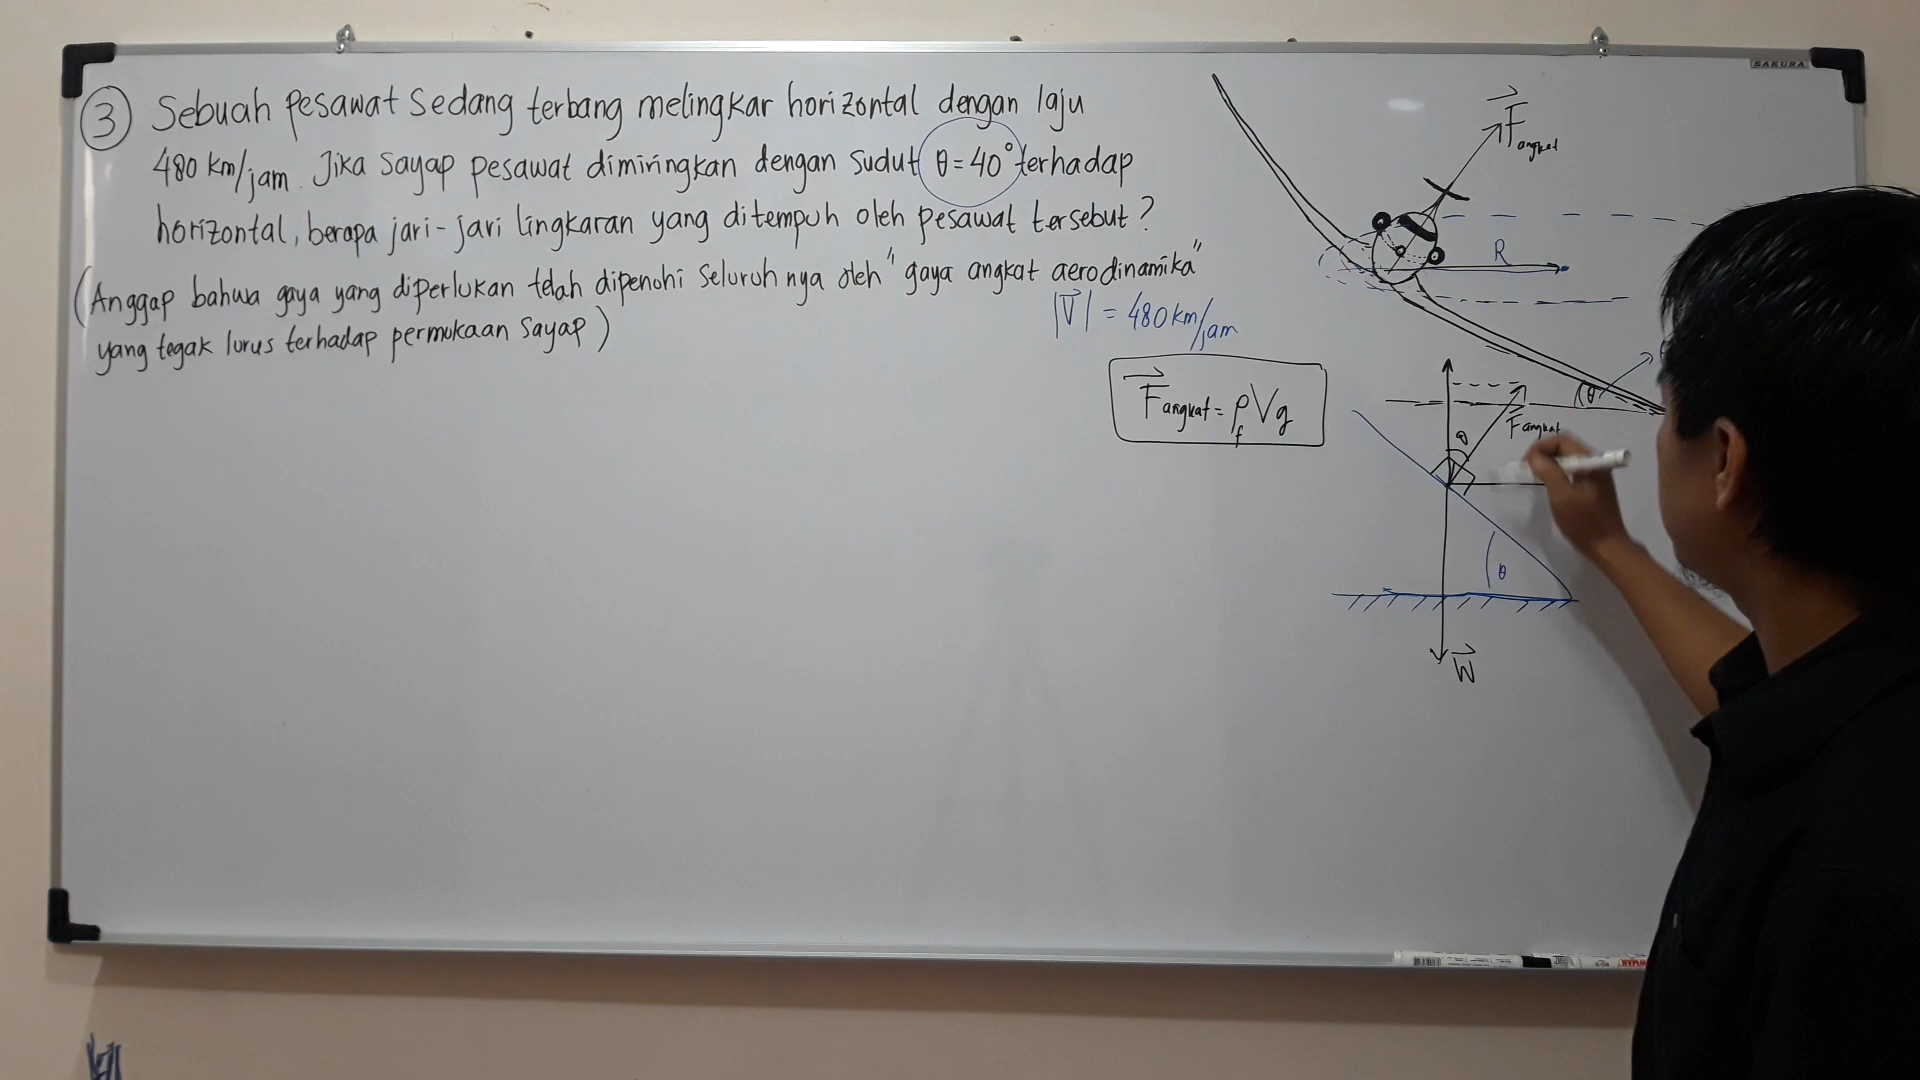 3 Sebuah pesawat sedang terbang melingkar horizontal dengan laju
480 km/jam. Jika sayap pesawat dimiringkan dengan sudut θ=40° terhadap
horizontal, berapa jari-jari lingkaran yang ditempuh oleh pesawat tersebut?
(Anggap bahwa gaya yang diperlukan telah dipenuhi seluruhnya oleh "gaya angkat aerodinamika"
yang tegak lurus terhadap permukaan sayap)
|V| = 480 km/jam
F angkat = ρf V g
SAKURA
F angkat
R
θ
F angkat
θ
θ
W